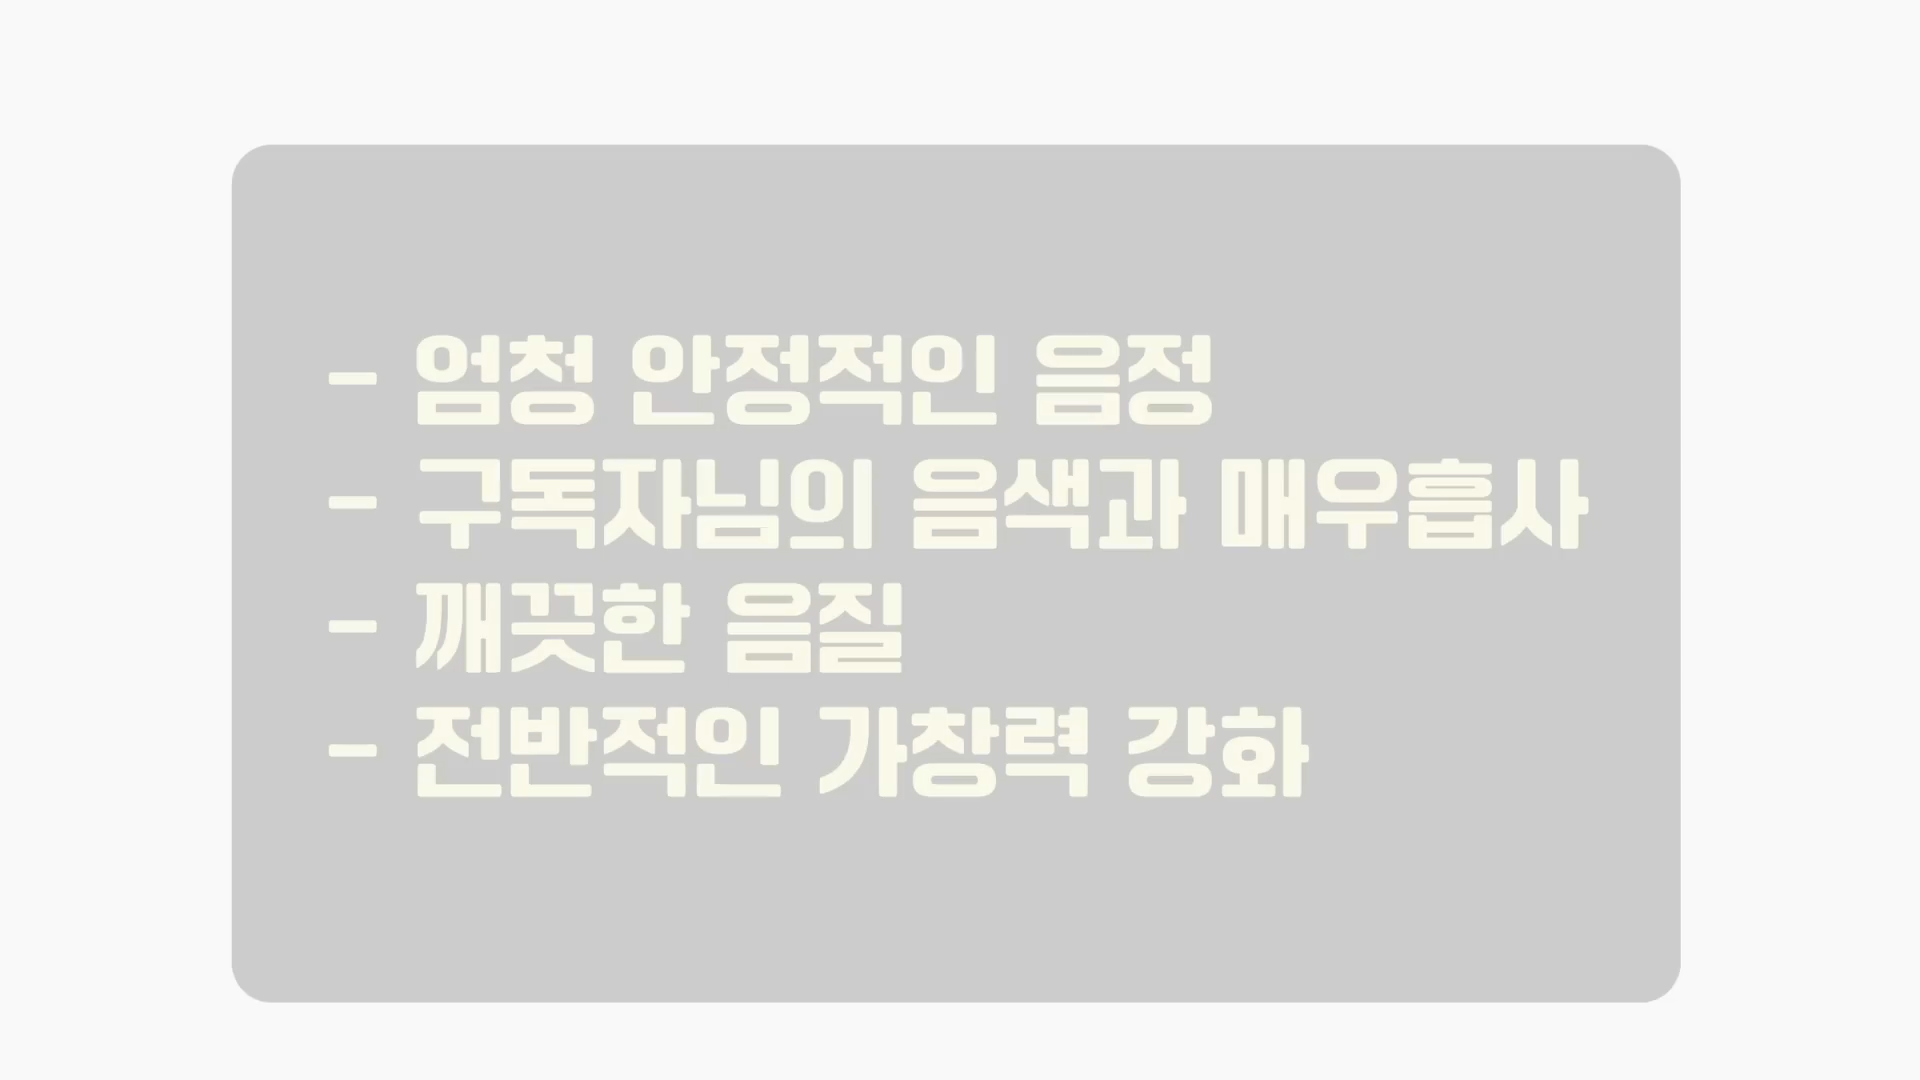 - 엄청 안정적인 음정
- 구독자님의 음색과 매우흡사
- 깨끗한 음질
- 전반적인 가창력 강화